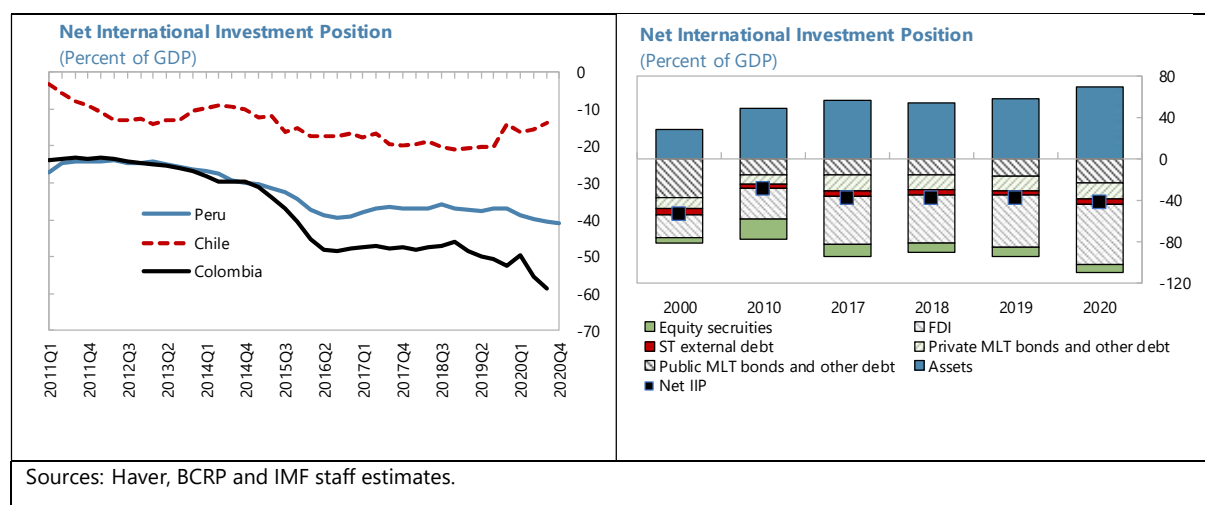 Net International Investment Position
(Percent of GDP)
0
-10
-20
-30
-40
-50
-60
-70
Peru
Chile
Colombia
2011Q1
2011Q4
2012Q3
2013Q2
2014Q1
2014Q4
2015Q3
2016Q2
2017Q1
2017Q4
2018Q3
2019Q2
2020Q1
2020Q4
Net International Investment Position
(Percent of GDP)
80
40
0
-40
-80
-120
2000 2010 2017 2018 2019 2020
Equity secruities FDI
ST external debt Private MLT bonds and other debt
Public MLT bonds and other debt Assets
Net IIP
Sources: Haver, BCRP and IMF staff estimates.